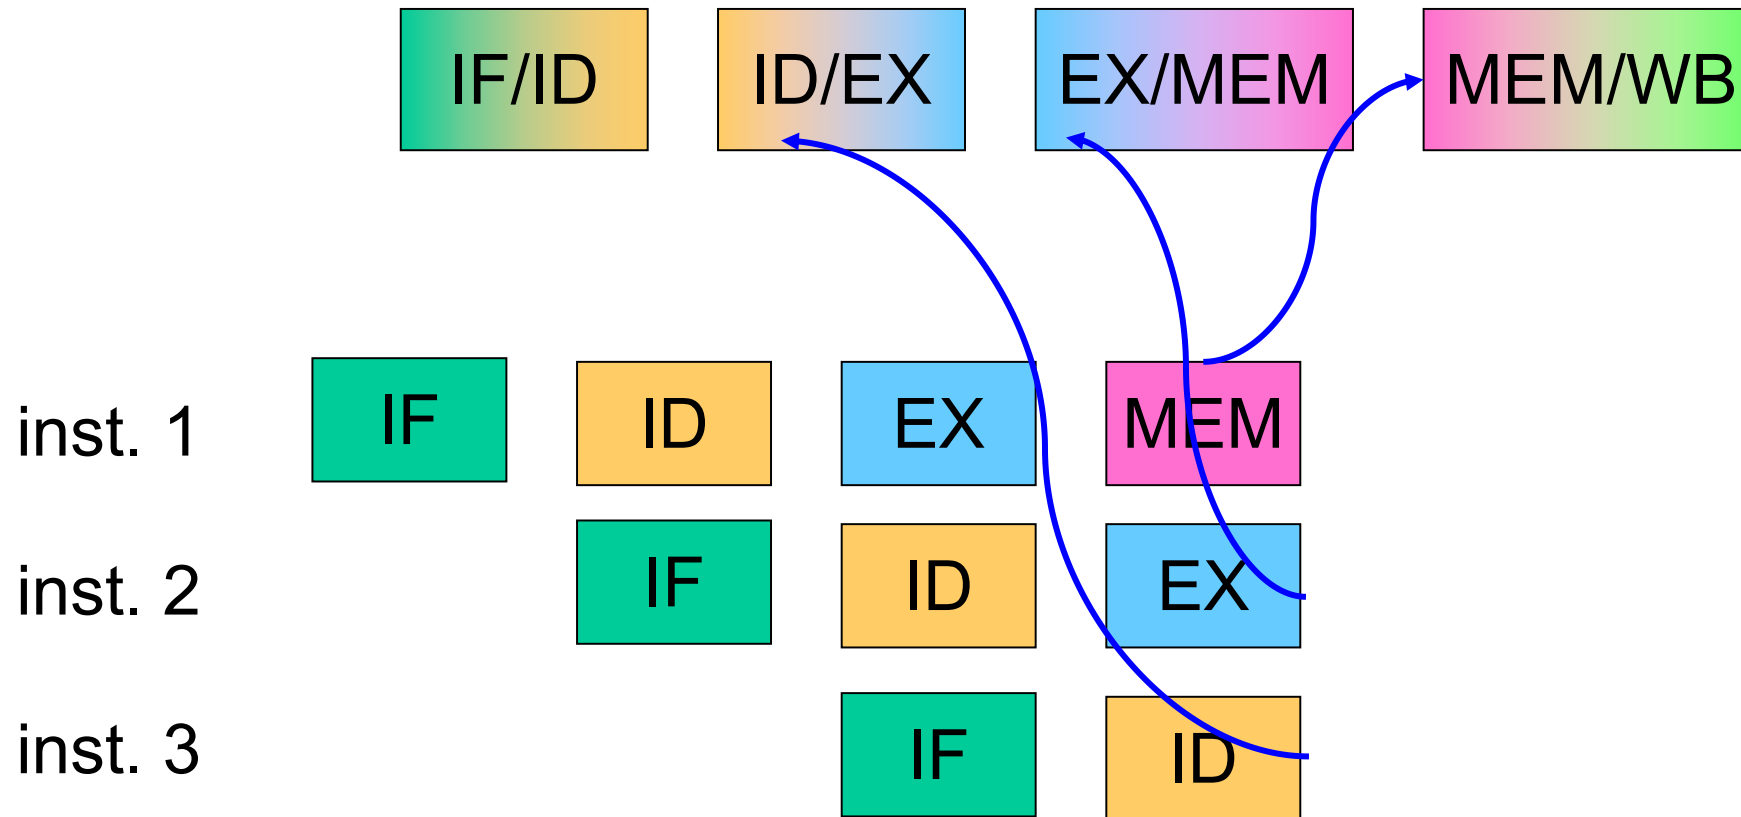 IF/ID ID/EX EX/MEM MEM/WB
inst. 1 IF ID EX MEM
inst. 2 IF ID EX
inst. 3 IF ID